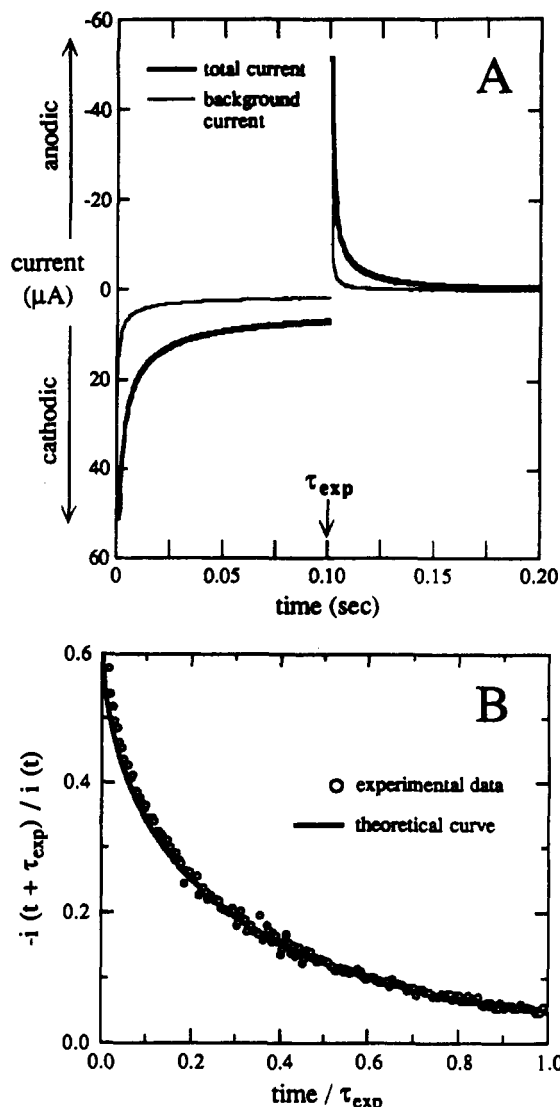 -60
-40
-20
0
20
40
60
anodic
current
(μA)
cathodic
total current
background
current
A
τexp
0
0.05
0.10
0.15
0.20
time (sec)
0.6
0.4
0.2
0.0
-i (t + τexp) / i (t)
B
experimental data
theoretical curve
0.0
0.2
0.4
0.6
0.8
1.0
time / τexp